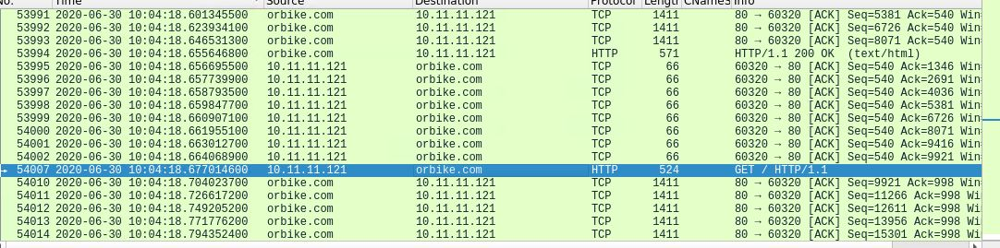 No. Time Source Destination Protocol Length CNames Info
53991 2020-06-30 10:04:18.601345500 orbike.com 10.11.11.121 TCP 1411 80 → 60320 [ACK] Seq=5381 Ack=540 Win=
53992 2020-06-30 10:04:18.623934100 orbike.com 10.11.11.121 TCP 1411 80 → 60320 [ACK] Seq=6726 Ack=540 Win=
53993 2020-06-30 10:04:18.646531300 orbike.com 10.11.11.121 TCP 1411 80 → 60320 [ACK] Seq=8071 Ack=540 Win=
53994 2020-06-30 10:04:18.655646800 orbike.com 10.11.11.121 HTTP 571 HTTP/1.1 200 OK (text/html)
53995 2020-06-30 10:04:18.656695500 10.11.11.121 orbike.com TCP 66 60320 → 80 [ACK] Seq=540 Ack=1346 Win=
53996 2020-06-30 10:04:18.657739900 10.11.11.121 orbike.com TCP 66 60320 → 80 [ACK] Seq=540 Ack=2691 Win=
53997 2020-06-30 10:04:18.658793500 10.11.11.121 orbike.com TCP 66 60320 → 80 [ACK] Seq=540 Ack=4036 Win=
53998 2020-06-30 10:04:18.659847700 10.11.11.121 orbike.com TCP 66 60320 → 80 [ACK] Seq=540 Ack=5381 Win=
53999 2020-06-30 10:04:18.660907100 10.11.11.121 orbike.com TCP 66 60320 → 80 [ACK] Seq=540 Ack=6726 Win=
54000 2020-06-30 10:04:18.661955100 10.11.11.121 orbike.com TCP 66 60320 → 80 [ACK] Seq=540 Ack=8071 Win=
54001 2020-06-30 10:04:18.663012700 10.11.11.121 orbike.com TCP 66 60320 → 80 [ACK] Seq=540 Ack=9416 Win=
54002 2020-06-30 10:04:18.664068900 10.11.11.121 orbike.com TCP 66 60320 → 80 [ACK] Seq=540 Ack=9921 Win=
54007 2020-06-30 10:04:18.677014600 10.11.11.121 orbike.com HTTP 524 GET / HTTP/1.1
54010 2020-06-30 10:04:18.704023700 orbike.com 10.11.11.121 TCP 1411 80 → 60320 [ACK] Seq=9921 Ack=998 Win=
54011 2020-06-30 10:04:18.726617200 orbike.com 10.11.11.121 TCP 1411 80 → 60320 [ACK] Seq=11266 Ack=998 Wi
54012 2020-06-30 10:04:18.749205200 orbike.com 10.11.11.121 TCP 1411 80 → 60320 [ACK] Seq=12611 Ack=998 Wi
54013 2020-06-30 10:04:18.771776200 orbike.com 10.11.11.121 TCP 1411 80 → 60320 [ACK] Seq=13956 Ack=998 Wi
54014 2020-06-30 10:04:18.794352400 orbike.com 10.11.11.121 TCP 1411 80 → 60320 [ACK] Seq=15301 Ack=998 Wi